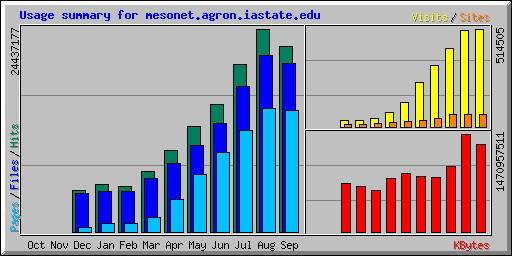 Usage summary for mesonet.agron.iastate.edu
Visits / Sites
24437177
514505
Pages / Files / Hits
1470957511
Oct Nov Dec Jan Feb Mar Apr May Jun Jul Aug Sep
KBytes